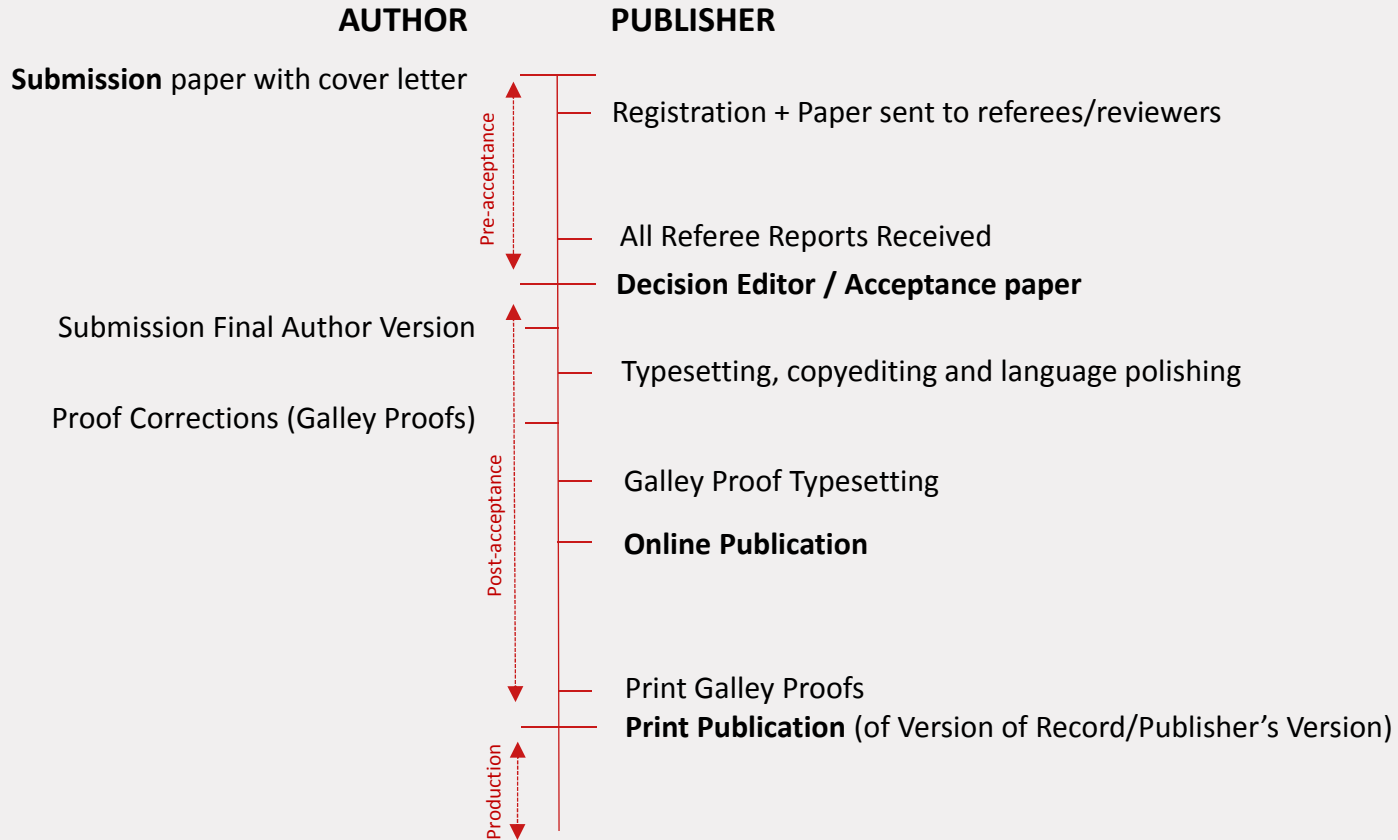 AUTHOR
PUBLISHER
Submission paper with cover letter
Registration + Paper sent to referees/reviewers
Pre-acceptance
All Referee Reports Received
Decision Editor / Acceptance paper
Submission Final Author Version
Typesetting, copyediting and language polishing
Proof Corrections (Galley Proofs)
Post-acceptance
Galley Proof Typesetting
Online Publication
Print Galley Proofs
Print Publication (of Version of Record/Publisher's Version)
Production